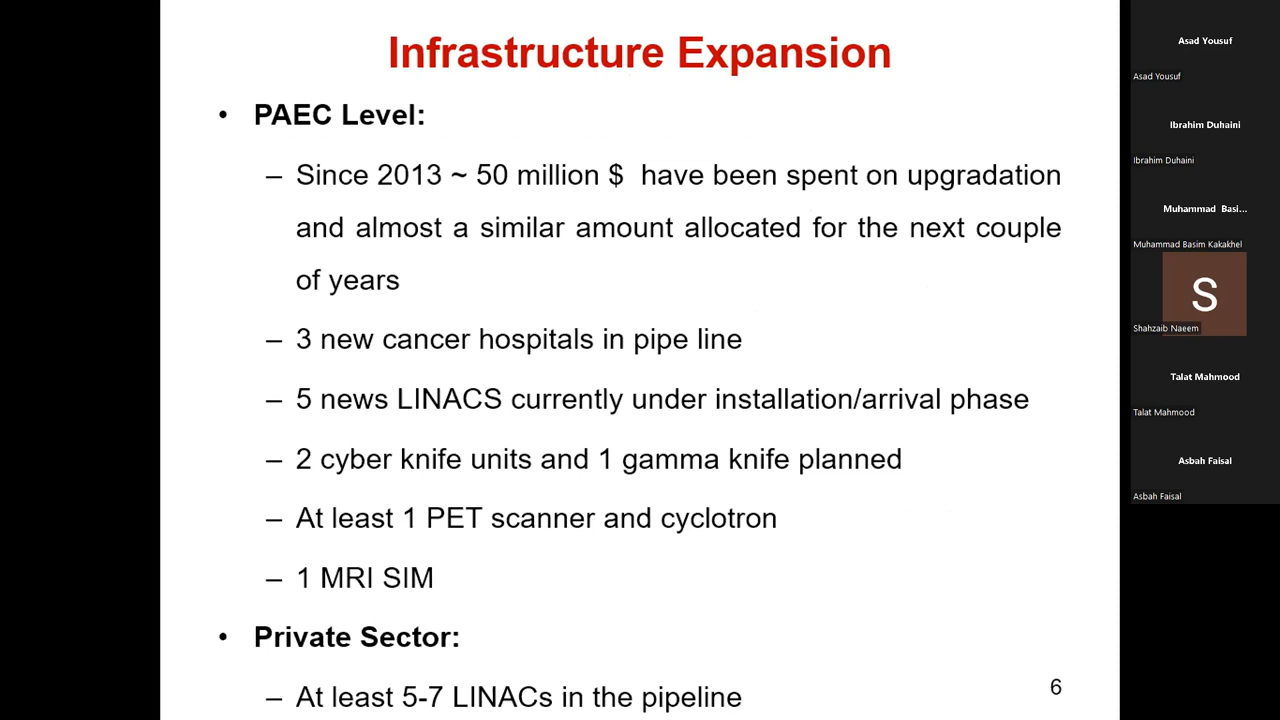 Infrastructure Expansion
• PAEC Level:
– Since 2013 ~ 50 million $ have been spent on upgradation
and almost a similar amount allocated for the next couple
of years
– 3 new cancer hospitals in pipe line
– 5 news LINACS currently under installation/arrival phase
– 2 cyber knife units and 1 gamma knife planned
– At least 1 PET scanner and cyclotron
– 1 MRI SIM
• Private Sector:
– At least 5-7 LINACs in the pipeline
6
Asad Yousuf
Asad Yousuf
Ibrahim Duhaini
Ibrahim Duhaini
Muhammad Basi...
Muhammad Basim Kakakhel
S
Shahzaib Naeem
Talat Mahmood
Talat Mahmood
Asbah Faisal
Asbah Faisal